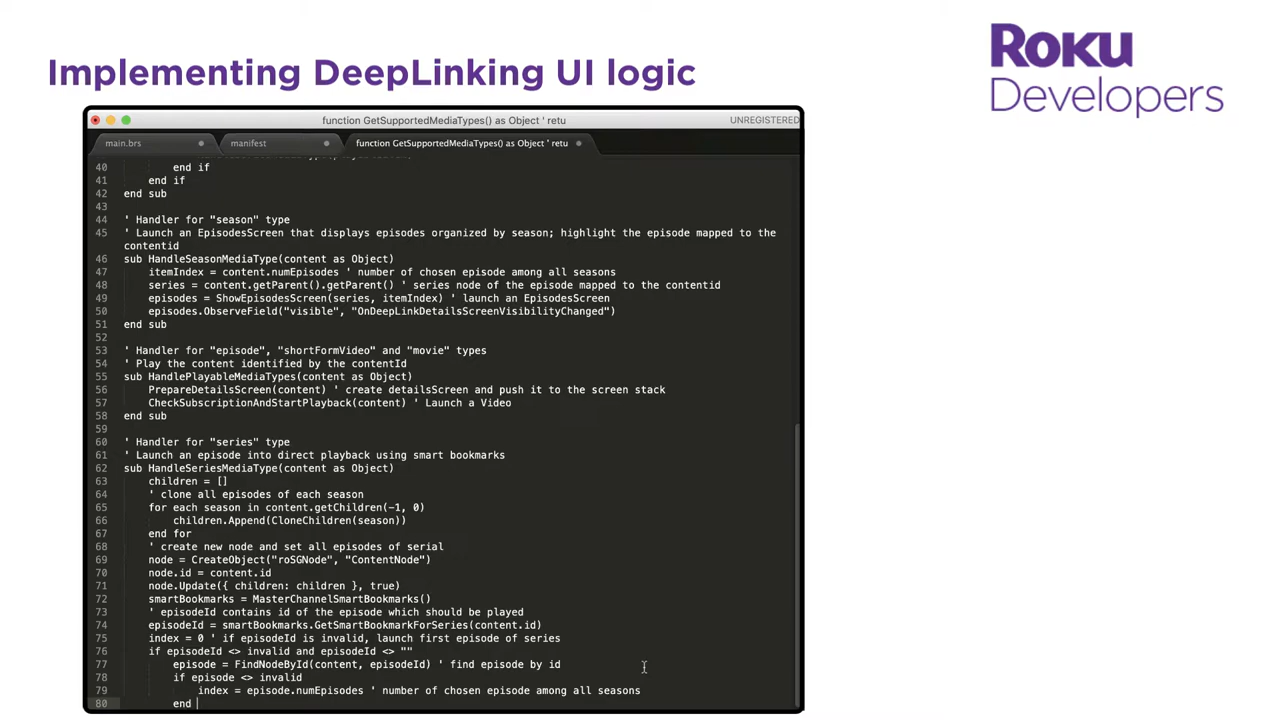 Implementing DeepLinking UI logic
Roku
Developers
function GetSupportedMediaTypes() as Object ' retu
UNREGISTERED
main.brs
manifest
function GetSupportedMediaTypes() as Object ' retu
40 end if
41 end if
42 end sub
43
44 ' Handler for "season" type
45 ' Launch an EpisodesScreen that displays episodes organized by season; highlight the episode mapped to the
contentid
46 sub HandleSeasonMediaType(content as Object)
47 itemIndex = content.numEpisodes ' number of chosen episode among all seasons
48 series = content.getParent().getParent() ' series node of the episode mapped to the contentid
49 episodes = ShowEpisodesScreen(series, itemIndex) ' launch an EpisodesScreen
50 episodes.ObserveField("visible", "OnDeepLinkDetailsScreenVisibilityChanged")
51 end sub
52
53 ' Handler for "episode", "shortFormVideo" and "movie" types
54 ' Play the content identified by the contentId
55 sub HandlePlayableMediaTypes(content as Object)
56 PrepareDetailsScreen(content) ' create detailsScreen and push it to the screen stack
57 CheckSubscriptionAndStartPlayback(content) ' Launch a Video
58 end sub
59
60 ' Handler for "series" type
61 ' Launch an episode into direct playback using smart bookmarks
62 sub HandleSeriesMediaType(content as Object)
63 children = []
64 ' clone all episodes of each season
65 for each season in content.getChildren(-1, 0)
66 children.Append(CloneChildren(season))
67 end for
68 ' create new node and set all episodes of serial
69 node = CreateObject("roSGNode", "ContentNode")
70 node.id = content.id
71 node.Update({ children: children }, true)
72 smartBookmarks = MasterChannelSmartBookmarks()
73 ' episodeId contains id of the episode which should be played
74 episodeId = smartBookmarks.GetSmartBookmarkForSeries(content.id)
75 index = 0 ' if episodeId is invalid, launch first episode of series
76 if episodeId <> invalid and episodeId <> ""
77 episode = FindNodeById(content, episodeId) ' find episode by id
78 if episode <> invalid
79 index = episode.numEpisodes ' number of chosen episode among all seasons
80 end